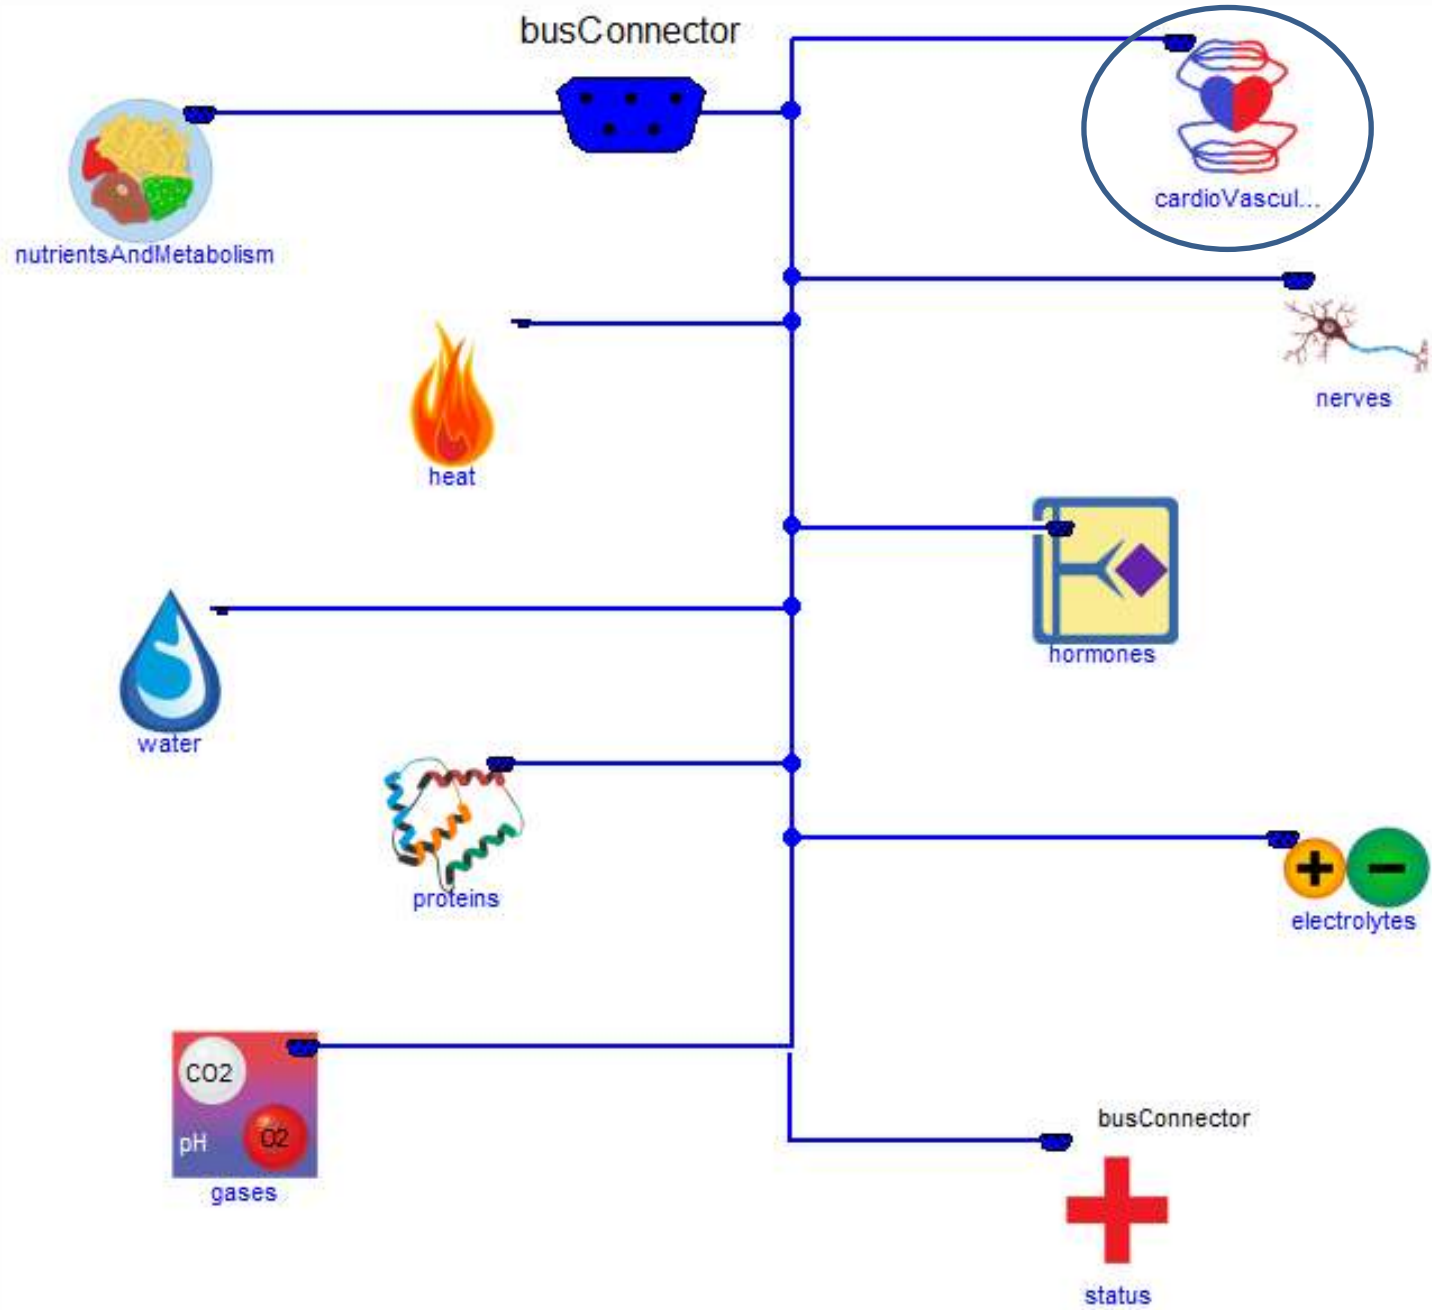 busConnector
cardioVascul...
nutrientsAndMetabolism
nerves
heat
hormones
water
proteins
electrolytes
CO2
O2
pH
gases
busConnector
status